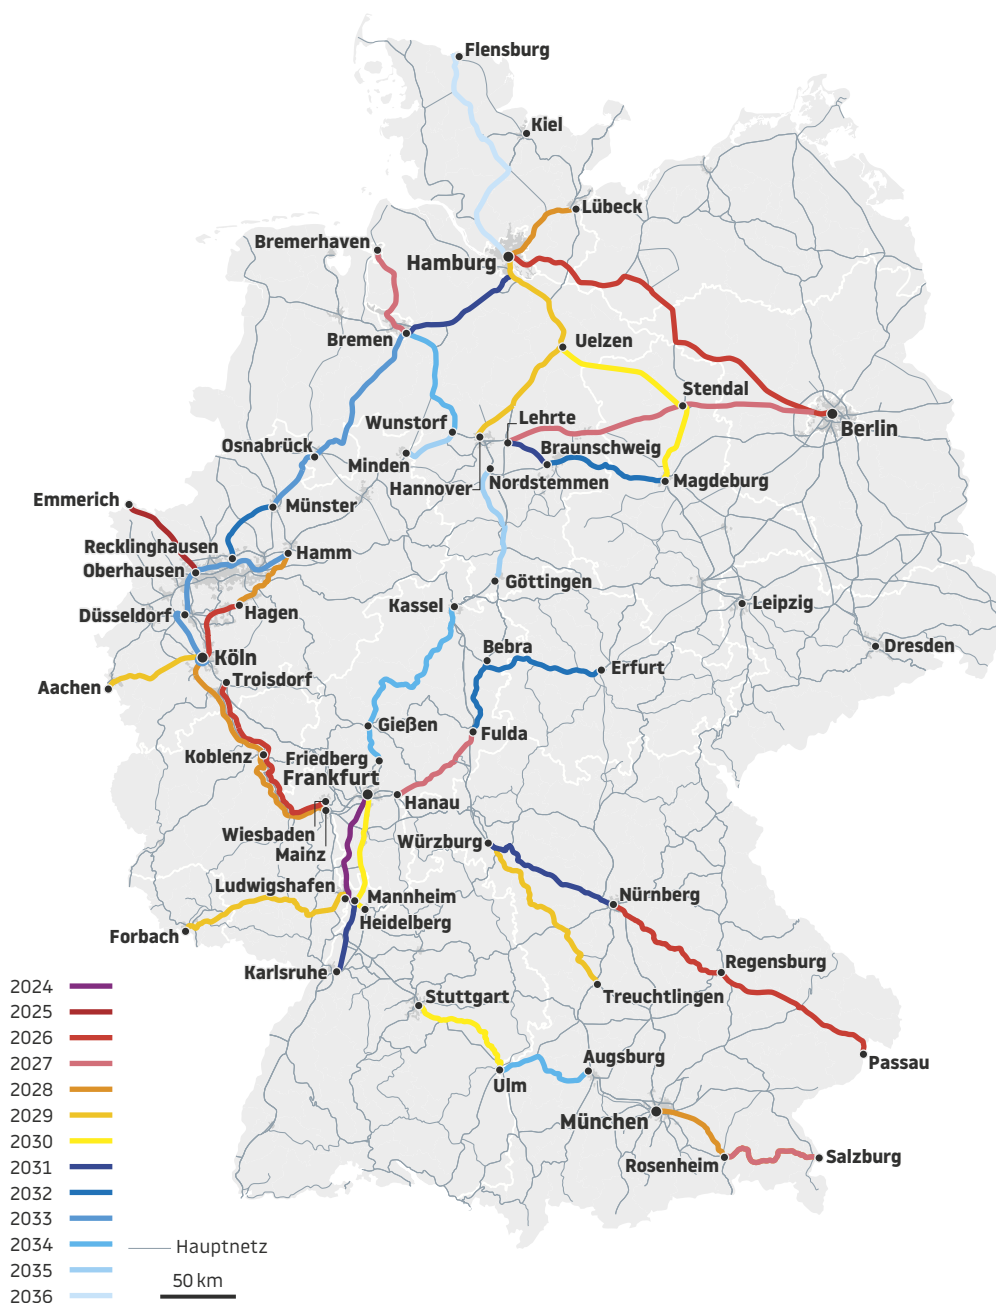 Flensburg
Kiel
Lübeck
Bremerhaven
Hamburg
Bremen
Uelzen
Stendal
Wunstorf
Lehrte
Berlin
Osnabrück
Braunschweig
Minden
Hannover
Nordstemmen
Magdeburg
Emmerich
Münster
Recklinghausen
Hamm
Oberhausen
Göttingen
Kassel
Leipzig
Düsseldorf
Hagen
Dresden
Bebra
Köln
Erfurt
Troisdorf
Aachen
Gießen
Fulda
Koblenz
Friedberg
Frankfurt
Hanau
Wiesbaden
Mainz
Würzburg
Ludwigshafen
Mannheim
Nürnberg
Heidelberg
Forbach
Regensburg
Karlsruhe
Stuttgart
Treuchtlingen
Augsburg
Passau
Ulm
München
Rosenheim
Salzburg
2024
2025
2026
2027
2028
2029
2030
2031
2032
2033
2034
2035
2036
Hauptnetz
50 km